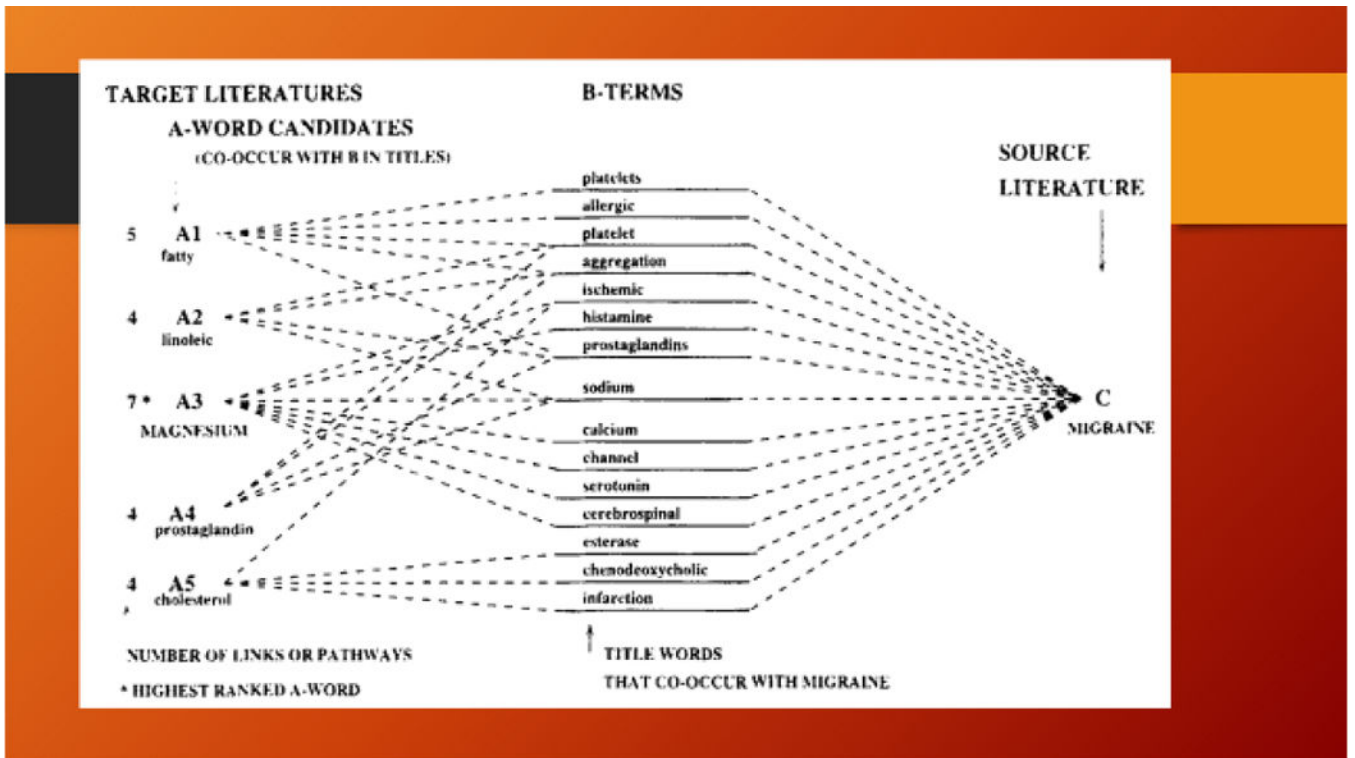 TARGET LITERATURES
A-WORD CANDIDATES
(CO-OCCUR WITH B IN TITLES)
5 A1
fatty
4 A2
linoleic
7* A3
MAGNESIUM
4 A4
prostaglandin
4 A5
cholesterol
NUMBER OF LINKS OR PATHWAYS
* HIGHEST RANKED A-WORD
B-TERMS
platelets
allergic
platelet
aggregation
ischemic
histamine
prostaglandins
sodium
calcium
channel
serotonin
cerebrospinal
esterase
chenodeoxycholic
infarction
TITLE WORDS
THAT CO-OCCUR WITH MIGRAINE
SOURCE
LITERATURE
C
MIGRAINE